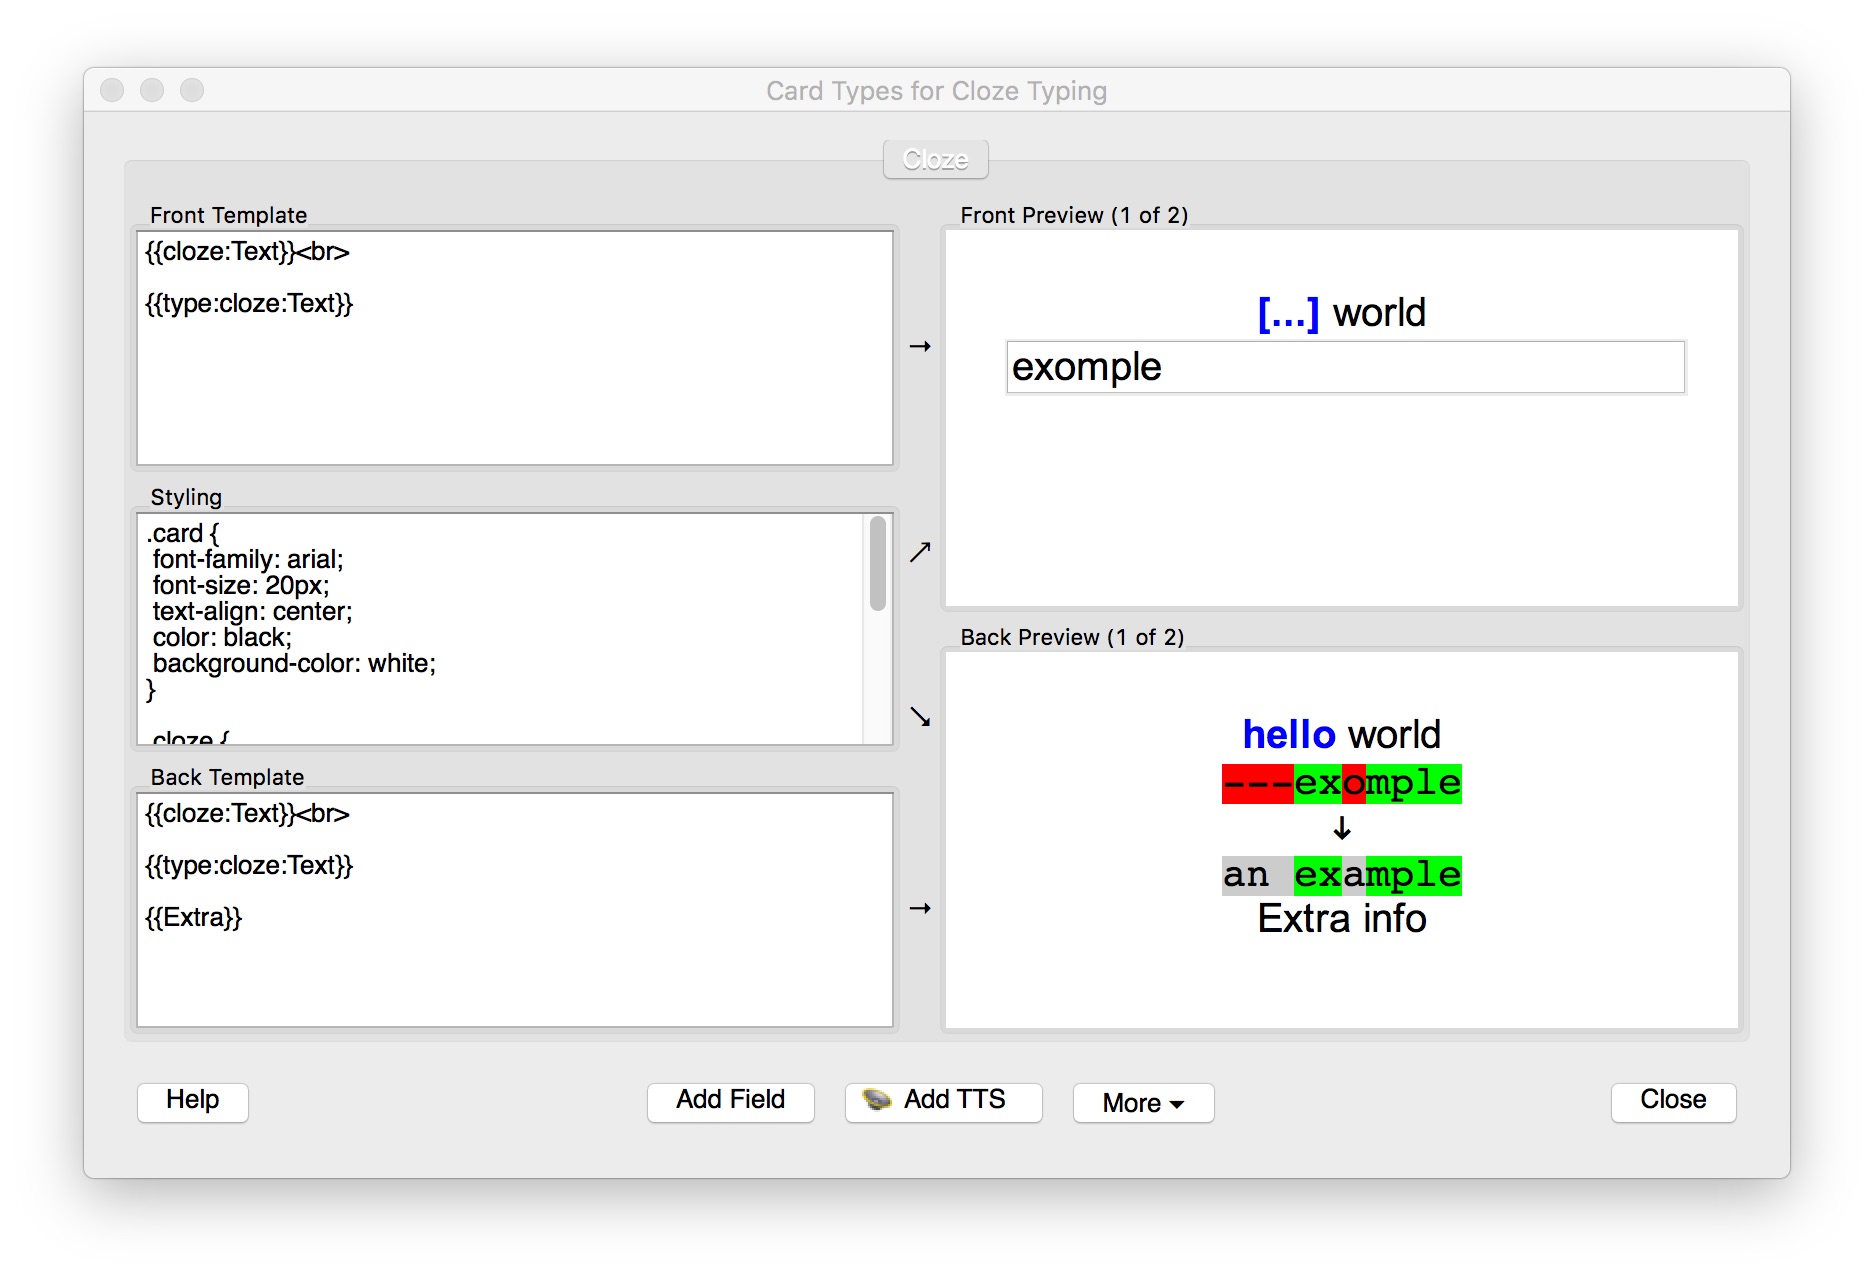 Card Types for Cloze Typing
Cloze
Front Template
{{cloze:Text}}<br>
{{type:cloze:Text}}
Styling
.card {
font-family: arial;
font-size: 20px;
text-align: center;
color: black;
background-color: white;
}
.cloze {
Back Template
{{cloze:Text}}<br>
{{type:cloze:Text}}
{{Extra}}
→
↗
↘
→
Front Preview (1 of 2)
[...] world
exomple
Back Preview (1 of 2)
hello world
---exomple
↓
an example
Extra info
Help
Add Field
Add TTS
More
Close